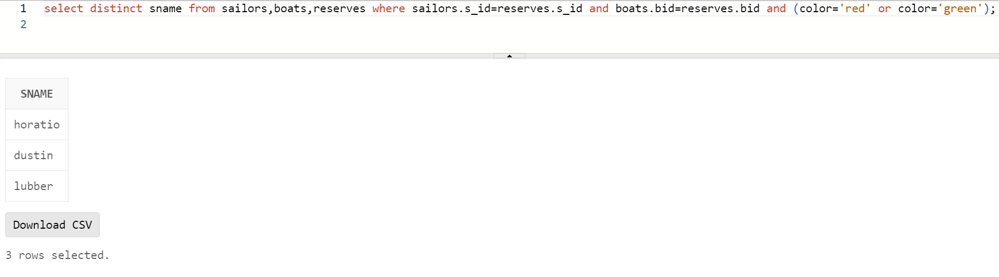 1 select distinct sname from sailors,boats,reserves where sailors.s_id=reserves.s_id and boats.bid=reserves.bid and (color='red' or color='green');
2
SNAME
horatio
dustin
lubber
Download CSV
3 rows selected.